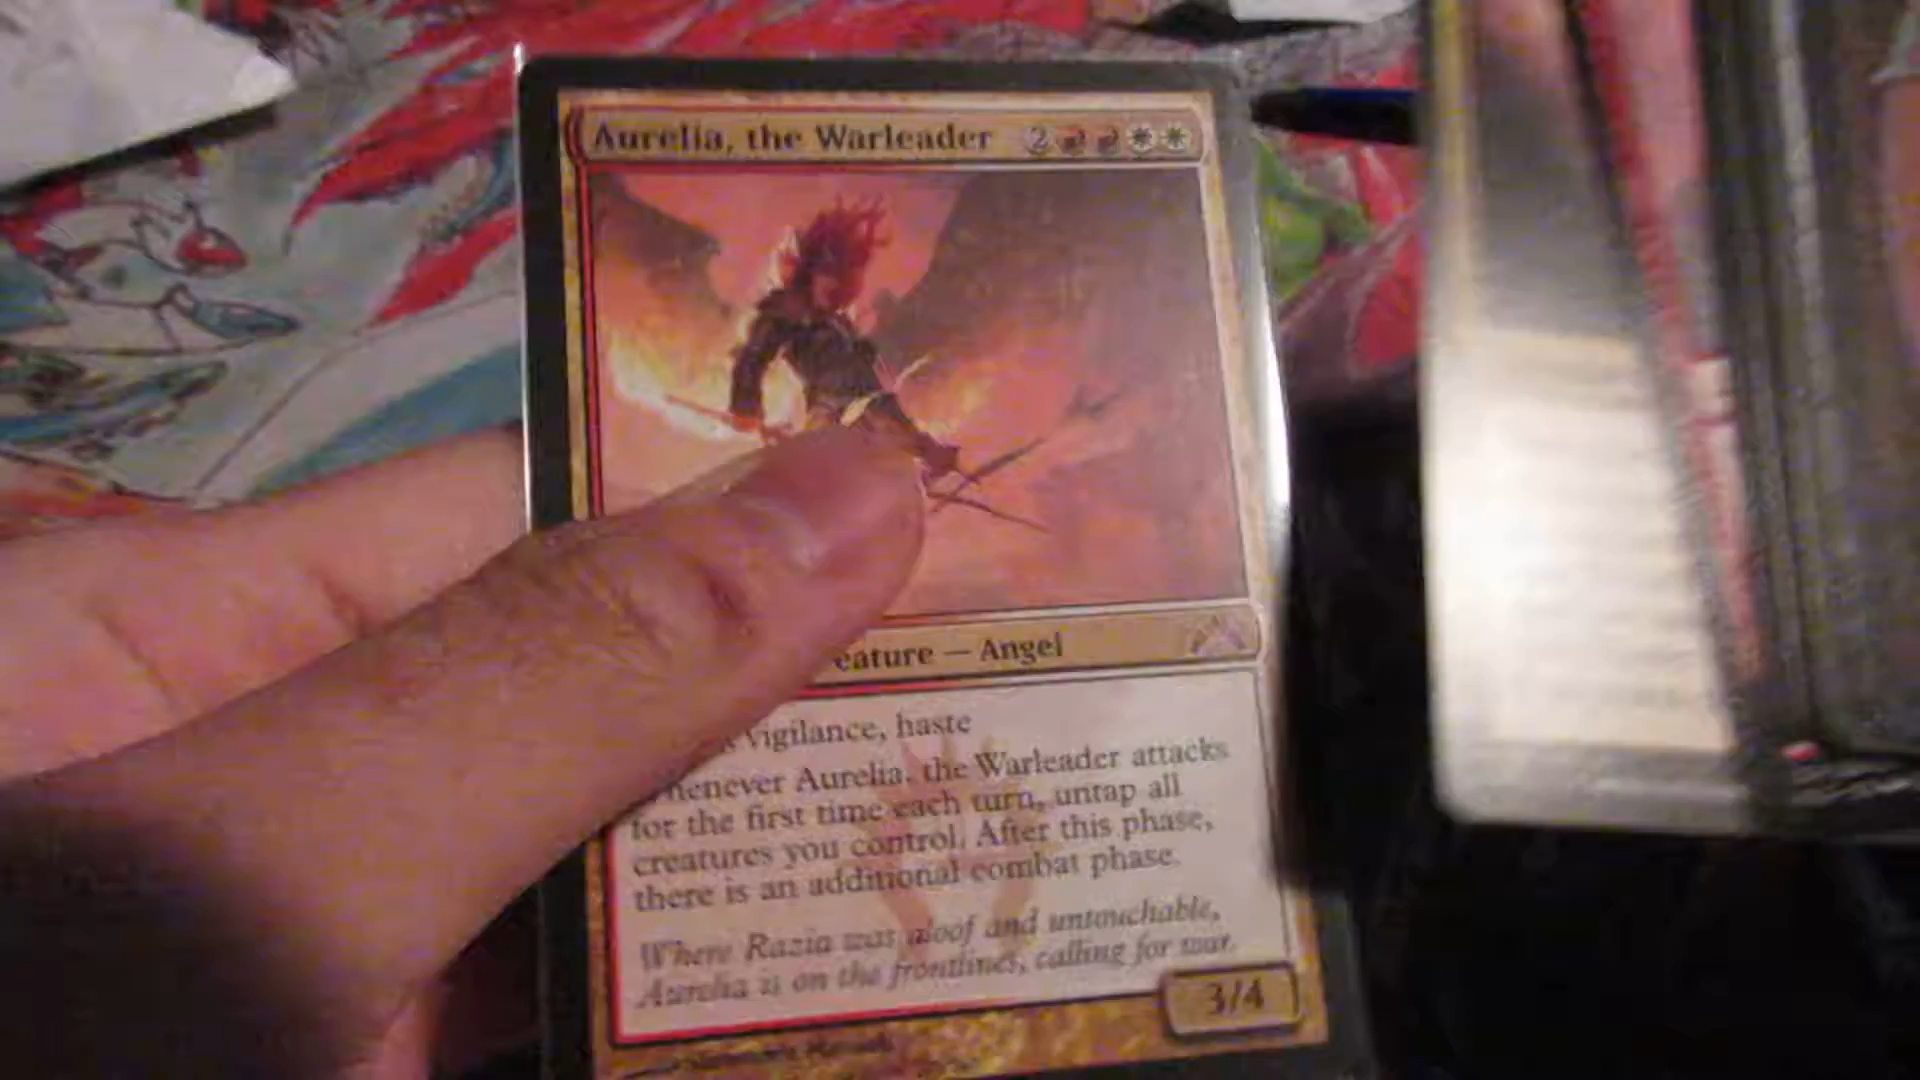 Aurelia, the Warleader 2
eature — Angel
vigilance, haste
henever Aurelia, the Warleader attacks
for the first time each turn, untap all
creatures you control. After this phase,
there is an additional combat phase.
Where Razia was aloof and untouchable,
Aurelia is on the frontlines, calling for war.
3/4